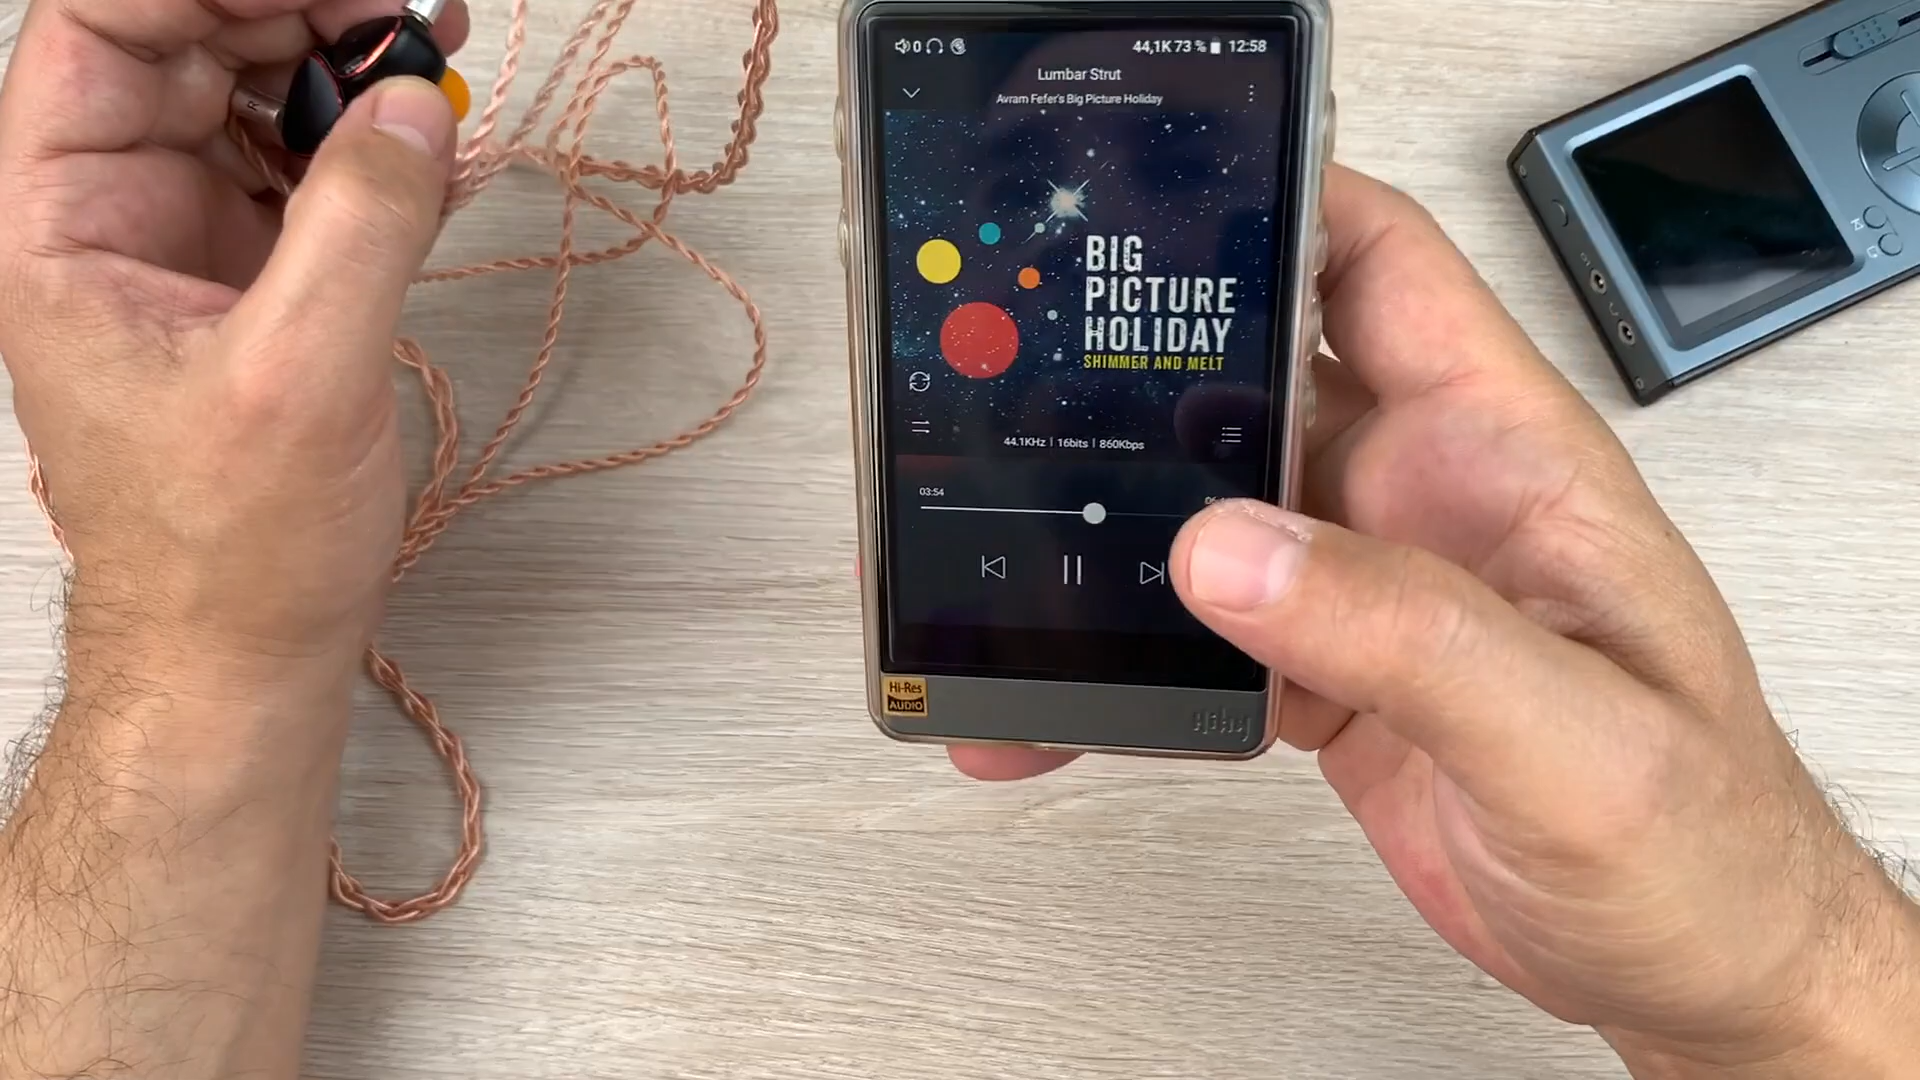 0 44,1K 73 % 12:58
Lumbar Strut
Avram Fefer's Big Picture Holiday
BIG
PICTURE
HOLIDAY
SHIMMER AND MELT
44.1KHz | 16bits | 860Kbps
03:54
Hi-Res
AUDIO
HiBy
R